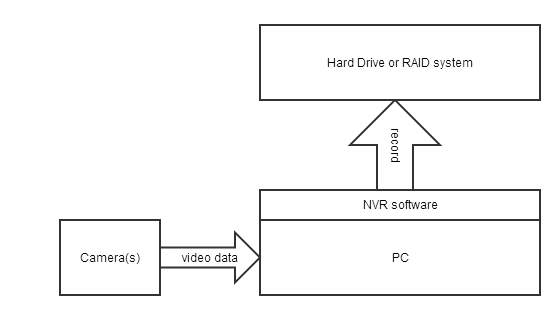 Hard Drive or RAID system
record
NVR software
Camera(s)
video data
PC